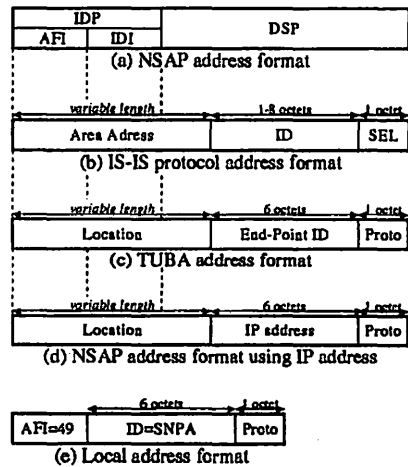 IDP DSP
AFI IDI
(a) NSAP address format
variable length 1-8 octets 1 octet
Area Adress ID SEL
(b) IS-IS protocol address format
variable length 6 octets 1 octet
Location End-Point ID Proto
(c) TUBA address format
variable length 6 octets 1 octet
Location IP address Proto
(d) NSAP address format using IP address
6 octets 1 octet
AFI=49 ID=SNPA Proto
(e) Local address format